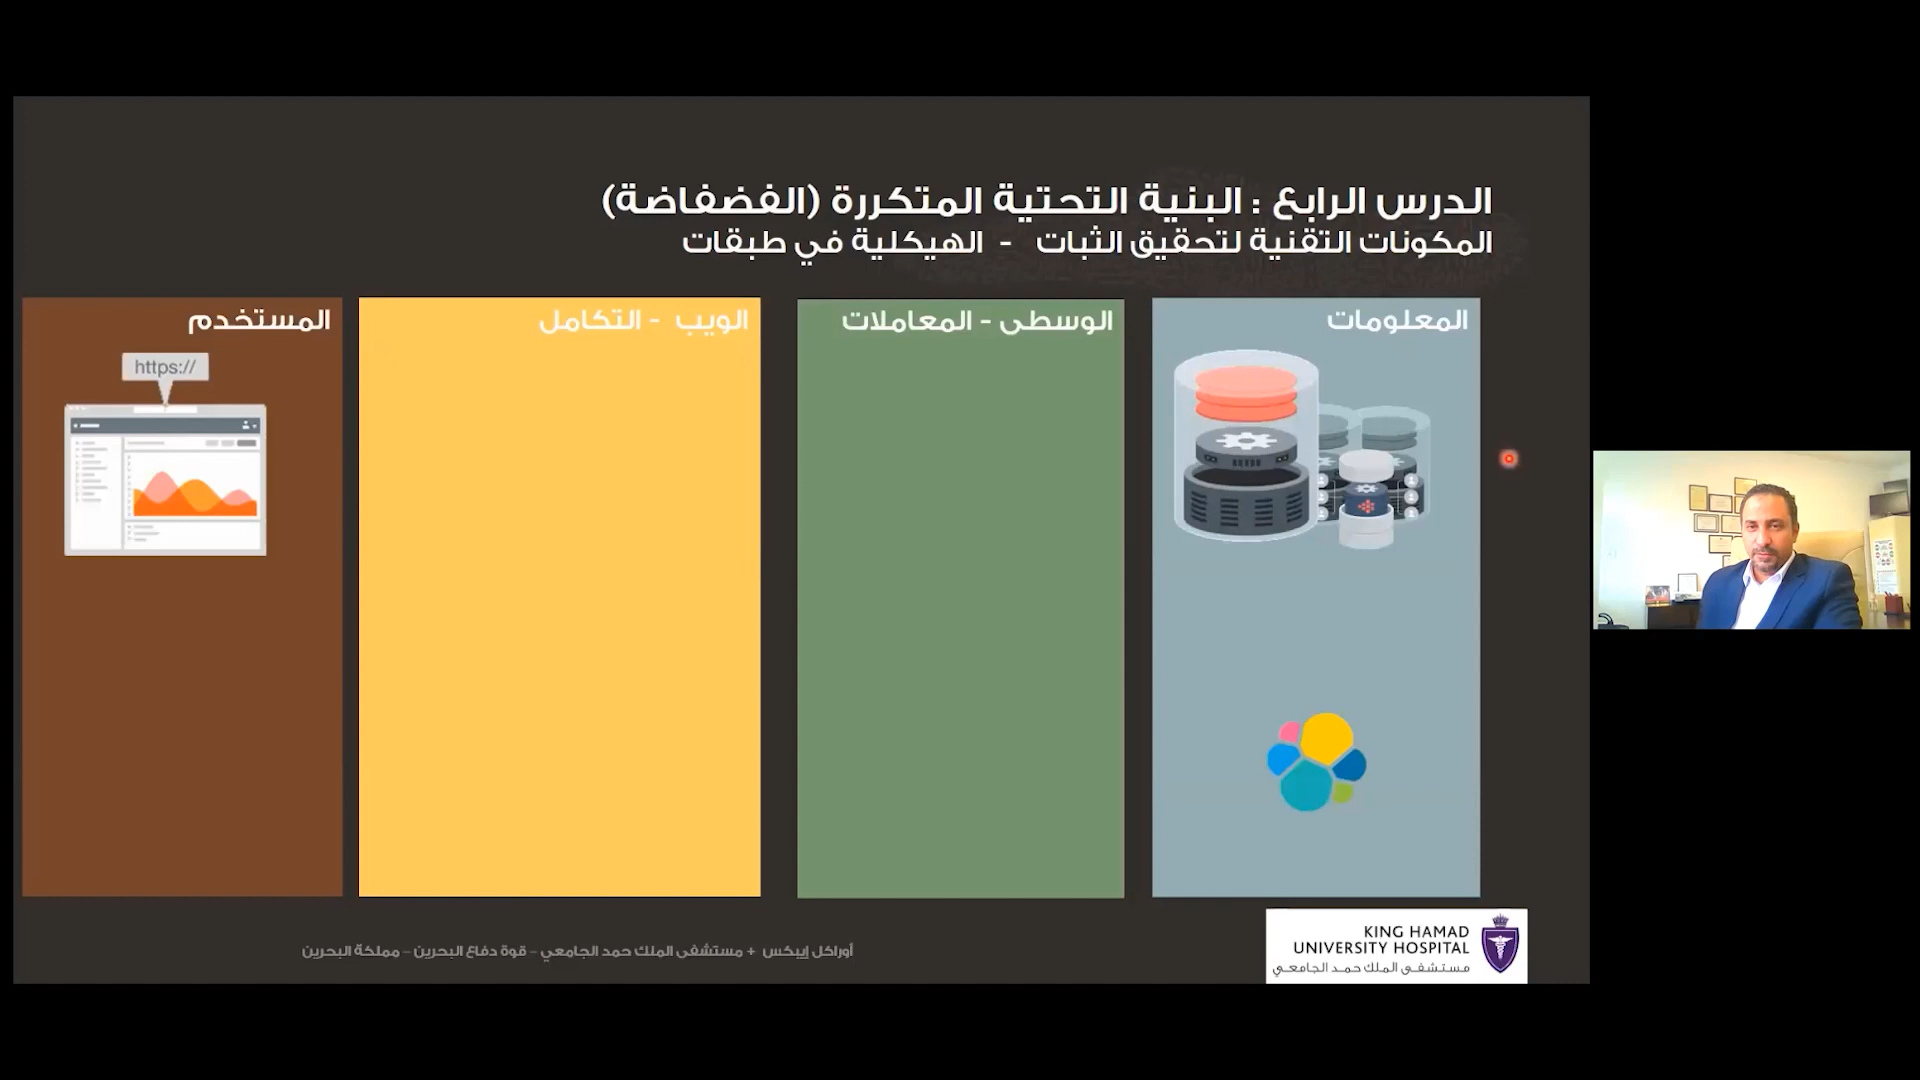 الدرس الرابع : البنية التحتية المتكررة (الفضفاضة)
المكونات التقنية لتحقيق الثبات - الهيكلية في طبقات
المعلومات
الوسطى - المعاملات
الويب - التكامل
المستخدم
https://
أوراكل إيبكس + مستشفى الملك حمد الجامعي – قوة دفاع البحرين – مملكة البحرين
KING HAMAD
UNIVERSITY HOSPITAL
مستشفى الملك حمد الجامعي